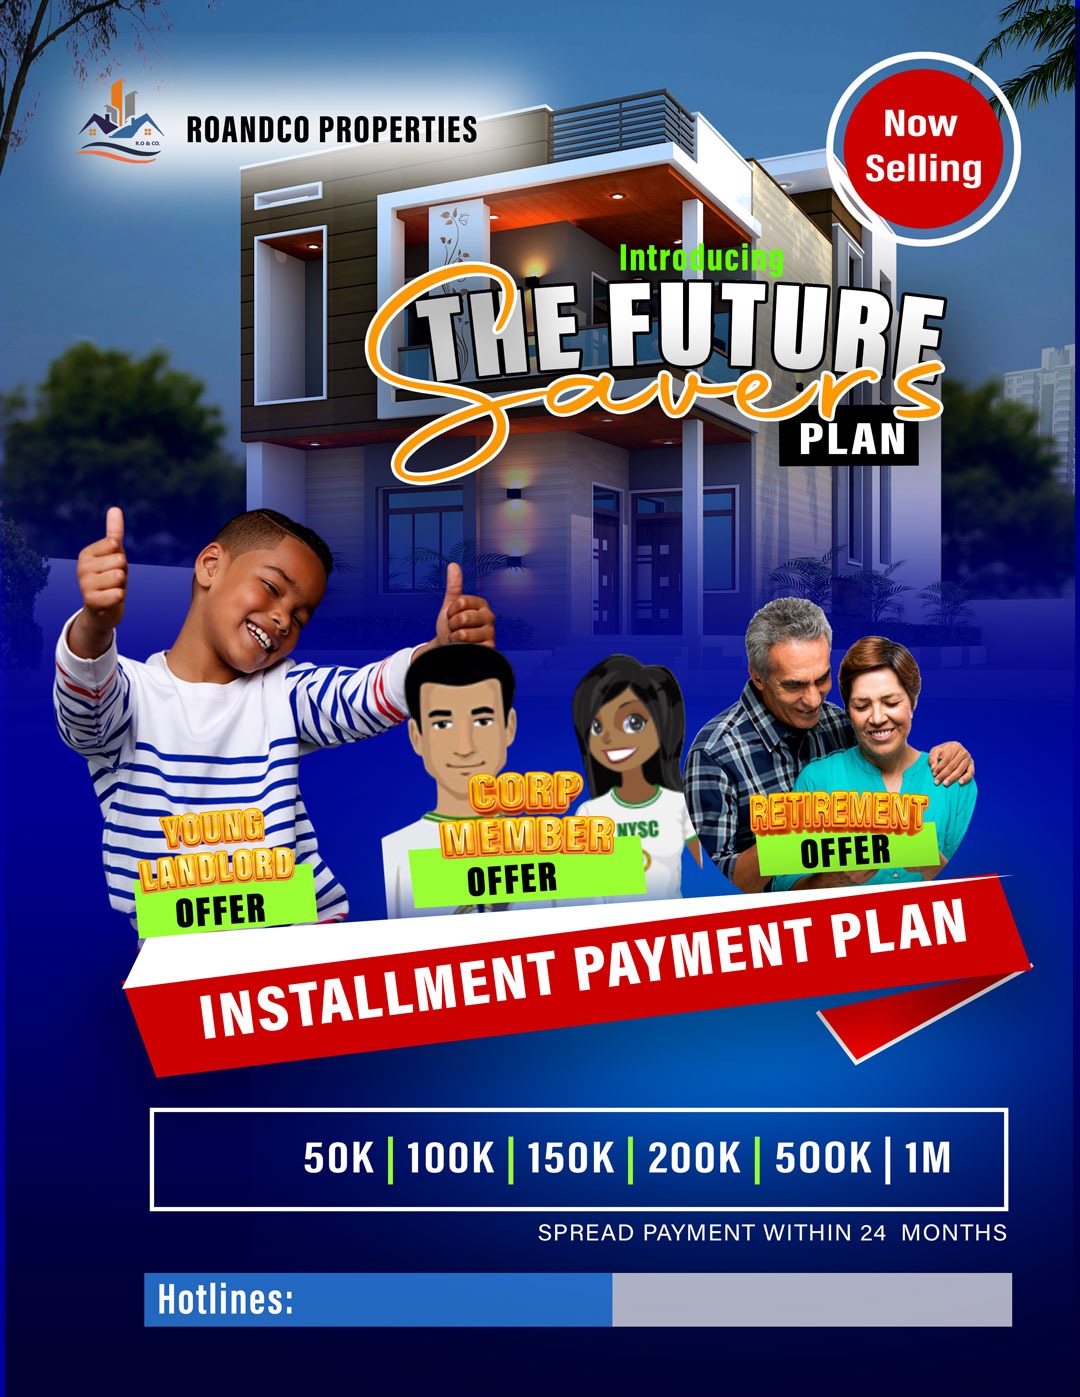 R.O & CO.
ROANDCO PROPERTIES
Now
Selling
Introducing
THE FUTURE
Savers
PLAN
YOUNG
LANDLORD
OFFER
CORP
MEMBER
OFFER
NYSC
RETIREMENT
OFFER
INSTALLMENT PAYMENT PLAN
50K | 100K | 150K | 200K | 500K | 1M
SPREAD PAYMENT WITHIN 24 MONTHS
Hotlines: